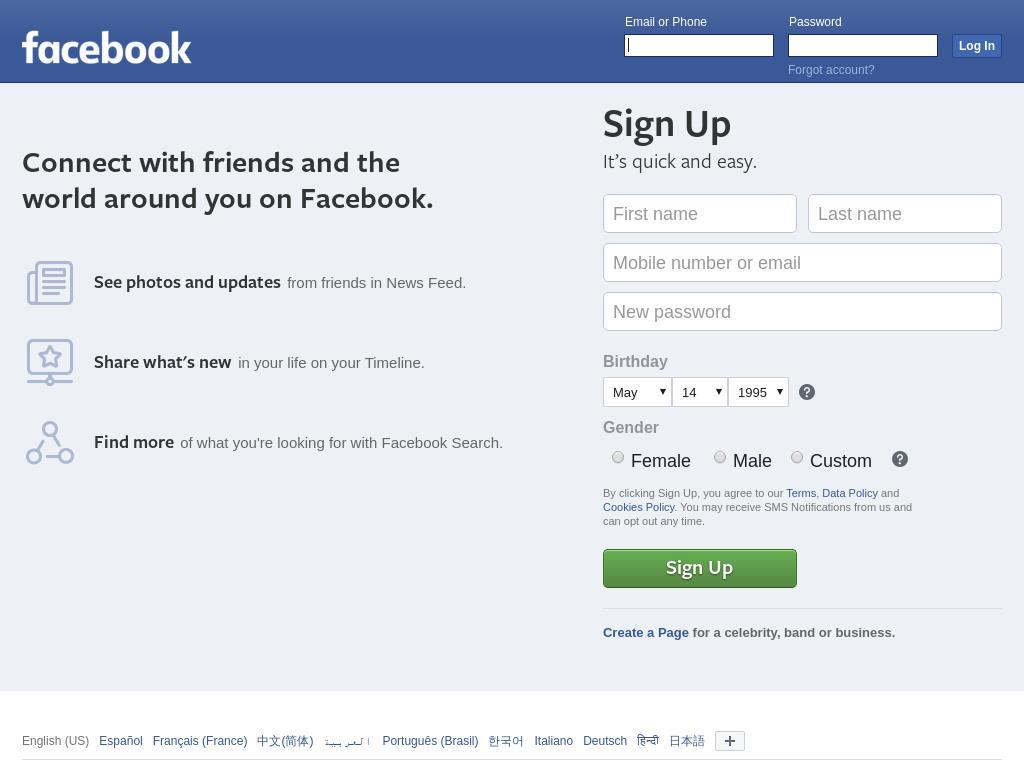 facebook
Email or Phone
Password
Log In
Forgot account?
Connect with friends and the
world around you on Facebook.
See photos and updates from friends in News Feed.
Share what's new in your life on your Timeline.
Find more of what you're looking for with Facebook Search.
Sign Up
It's quick and easy.
First name
Last name
Mobile number or email
New password
Birthday
May
14
1995
Gender
Female
Male
Custom
By clicking Sign Up, you agree to our Terms, Data Policy and
Cookies Policy. You may receive SMS Notifications from us and
can opt out any time.
Sign Up
Create a Page for a celebrity, band or business.
English (US) Español Français (France) 中文(简体) العربية Português (Brasil) 한국어 Italiano Deutsch हिन्दी 日本語 +